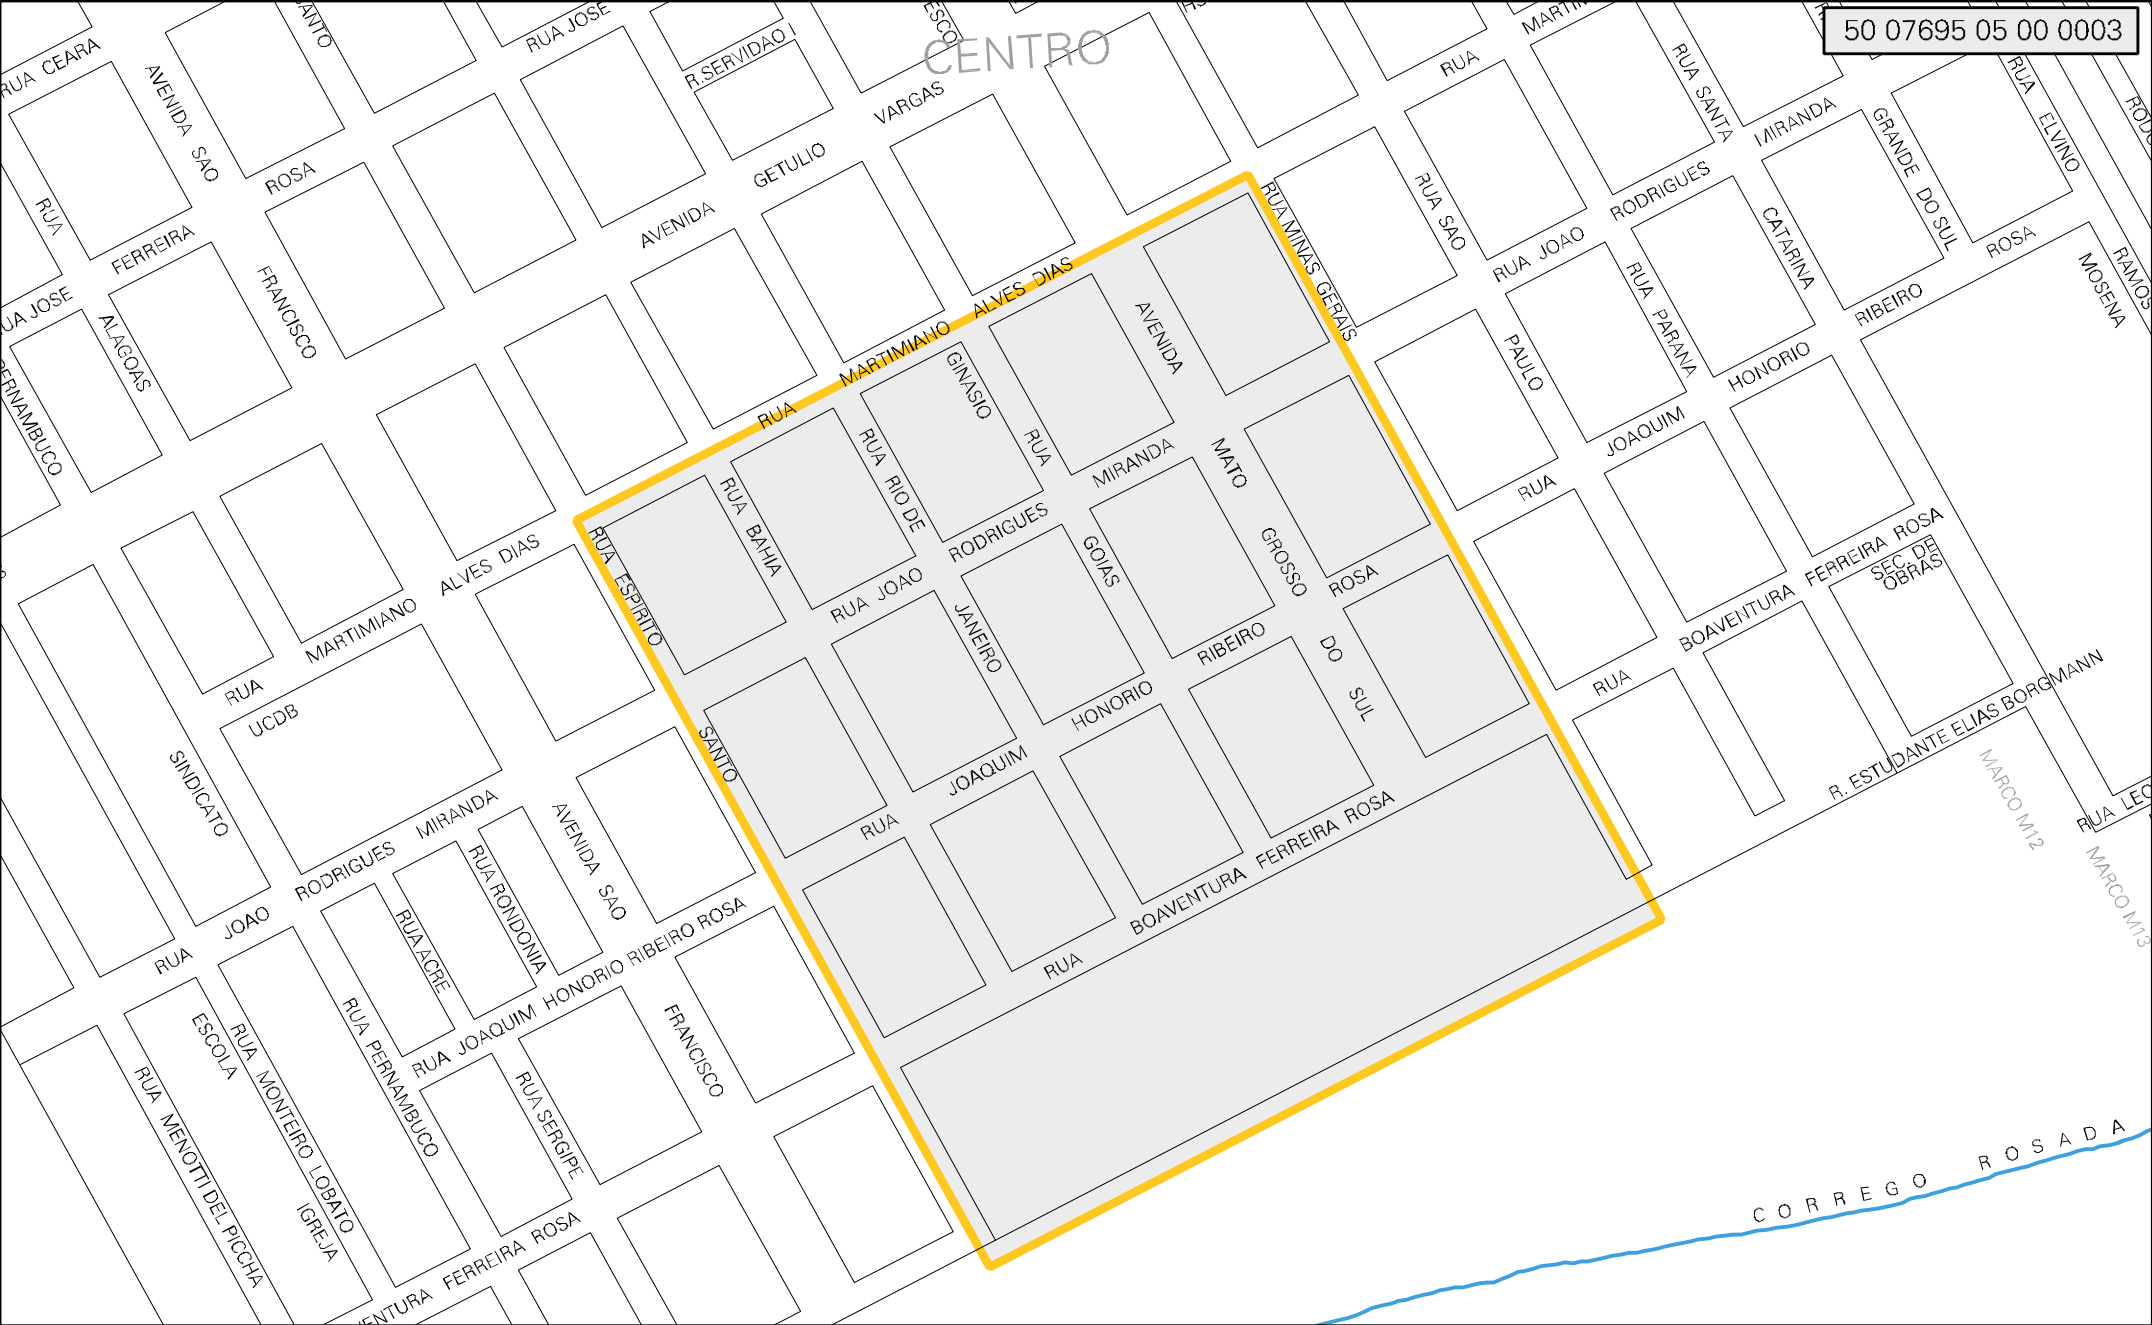 50 07695 05 00 0003
CENTRO
RUA CEARA
AVENIDA SAO
FRANCISCO
RUA JOSE
R.SERVIDAO I
VARGAS
GETULIO
AVENIDA
ROSA
FERREIRA
RUA JOSE
RUA
ALAGOAS
PERNAMBUCO
RUA
RUA SANTA
CATARINA
MIRANDA
RODRIGUES
RUA JOAO
GRANDE DO SUL
RUA ELVINO
RAMOS
MOSENA
ROSA
RIBEIRO
HONORIO
JOAQUIM
RUA
RUA SAO
PAULO
RUA PARANA
RUA MINAS GERAIS
RUA
MARTIMIANO
ALVES DIAS
GINASIO
AVENIDA
MATO
GROSSO
DO
SUL
RUA RIO DE
JANEIRO
RUA
GOIAS
RUA BAHIA
RUA ESPIRITO
SANTO
MIRANDA
RODRIGUES
RUA JOAO
ROSA
RIBEIRO
HONORIO
JOAQUIM
RUA
FERREIRA ROSA
BOAVENTURA
RUA
FERREIRA ROSA
BOAVENTURA
RUA
SEC. DE
OBRAS
R. ESTUDANTE ELIAS BORGMANN
MARCO M12
MARCO M13
ALVES DIAS
MARTIMIANO
RUA
UCDB
SINDICATO
MIRANDA
RODRIGUES
JOAO
RUA
AVENIDA SAO
FRANCISCO
RUA RONDONIA
RUA ACRE
RUA JOAQUIM HONORIO RIBEIRO ROSA
RUA PERNAMBUCO
RUA SERGIPE
ESCOLA
RUA MONTEIRO LOBATO
RUA MENOTTI DEL PICCHA
IGREJA
FERREIRA ROSA
CORREGO ROSADA